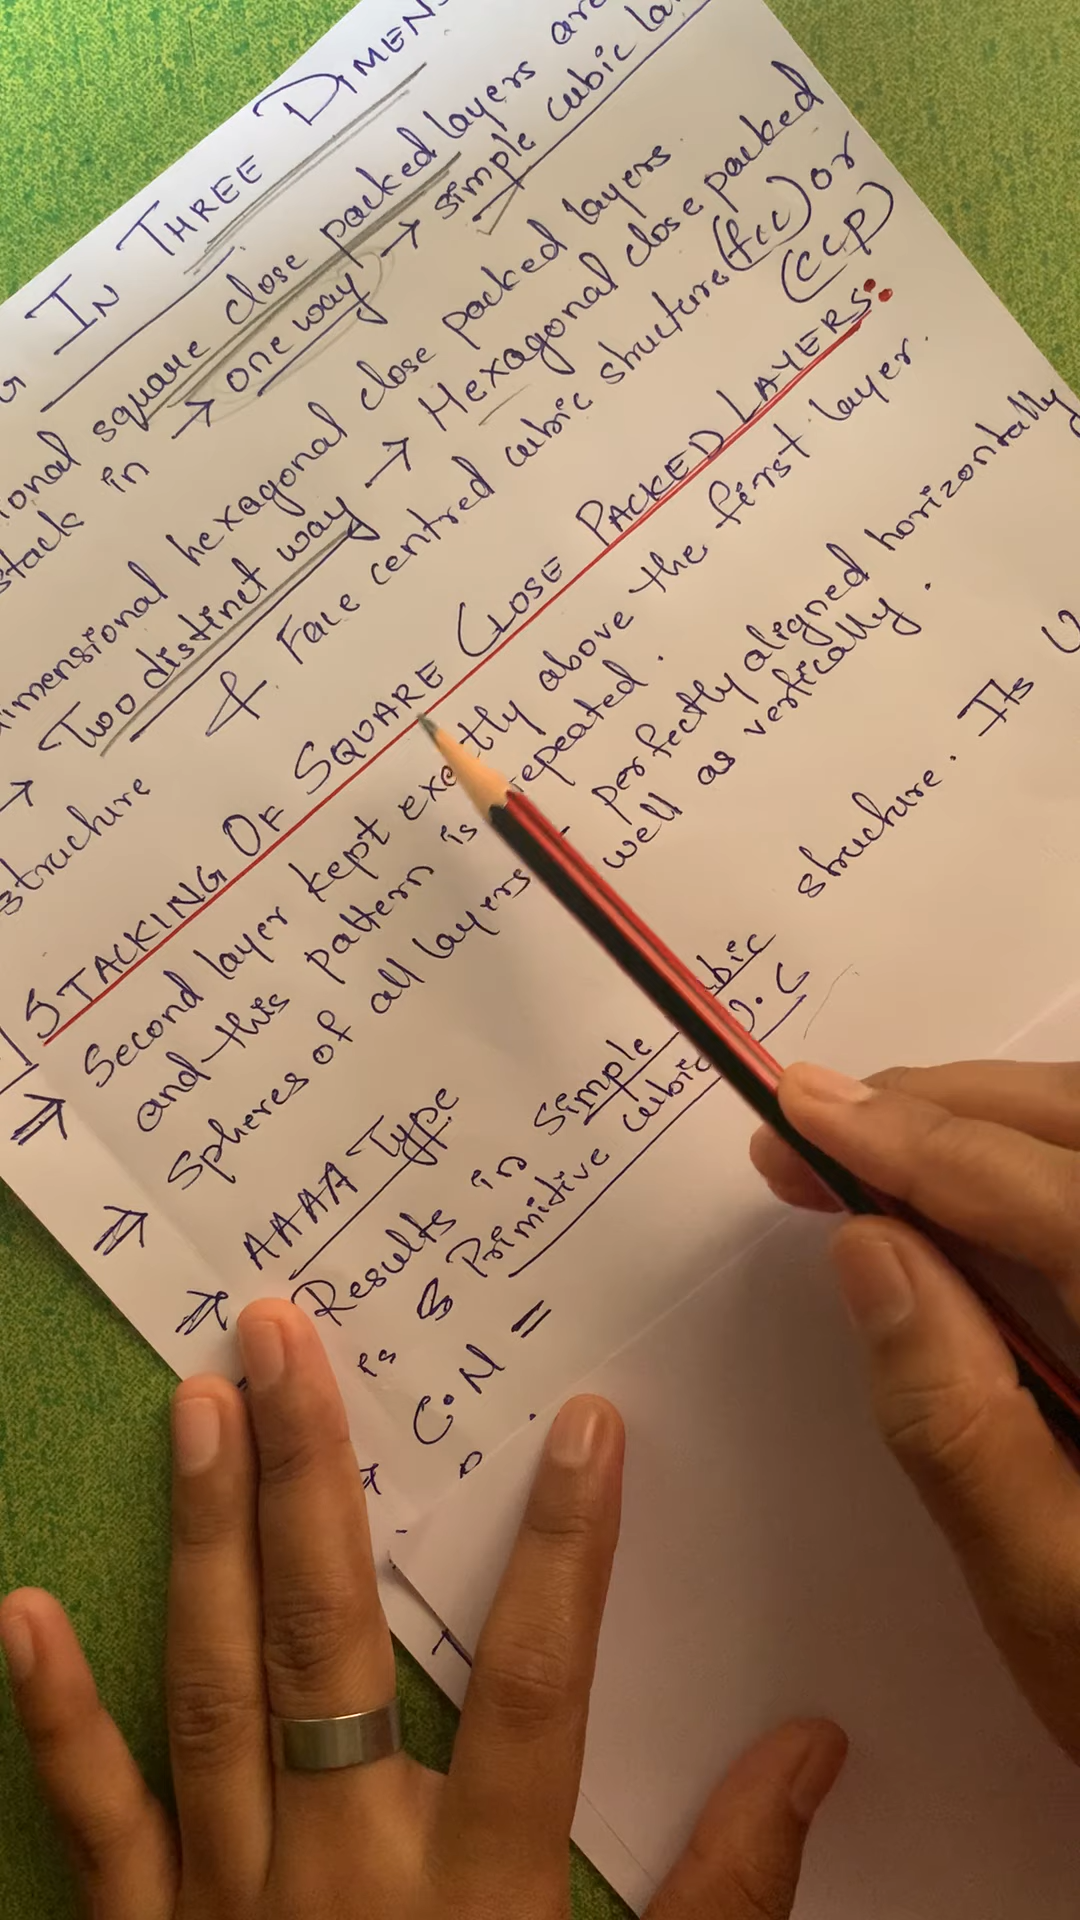 IN THREE DIMENS
ional square close packed layers are
stack in → one way → simple cubic la
imensional hexagonal close packed layers
→ Two distinct way → Hexagonal close packed
structure & Face centred cubic structure (fcc) or
(ccp)
STACKING OF SQUARE CLOSE PACKED LAYERS:
⇒ Second layer kept exactly above the first layer.
and this pattern is repeated.
⇒ Spheres of all layers - perfectly aligned horizontally
well as vertically.
⇒ AAAA Type
Results in simple structure. Its U
is Primitive cubic U.C
C.N =